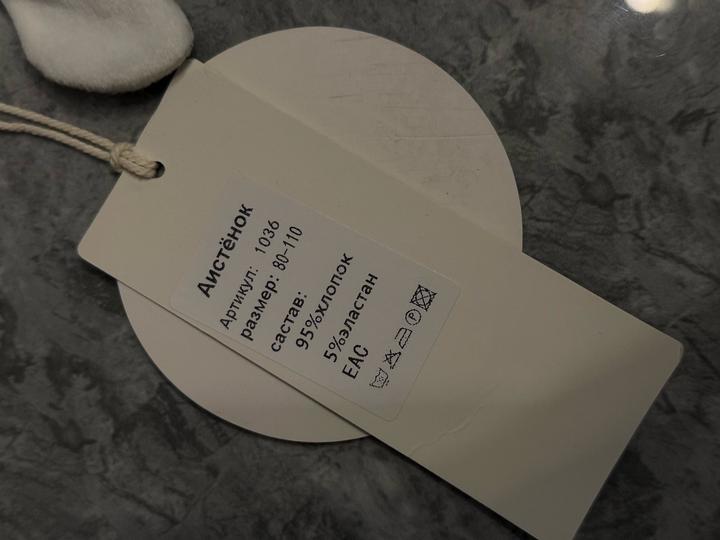 Аистёнок
Артикул: 1036
размер: 80-110
састав:
95%хлопок
5%эластан
EAC